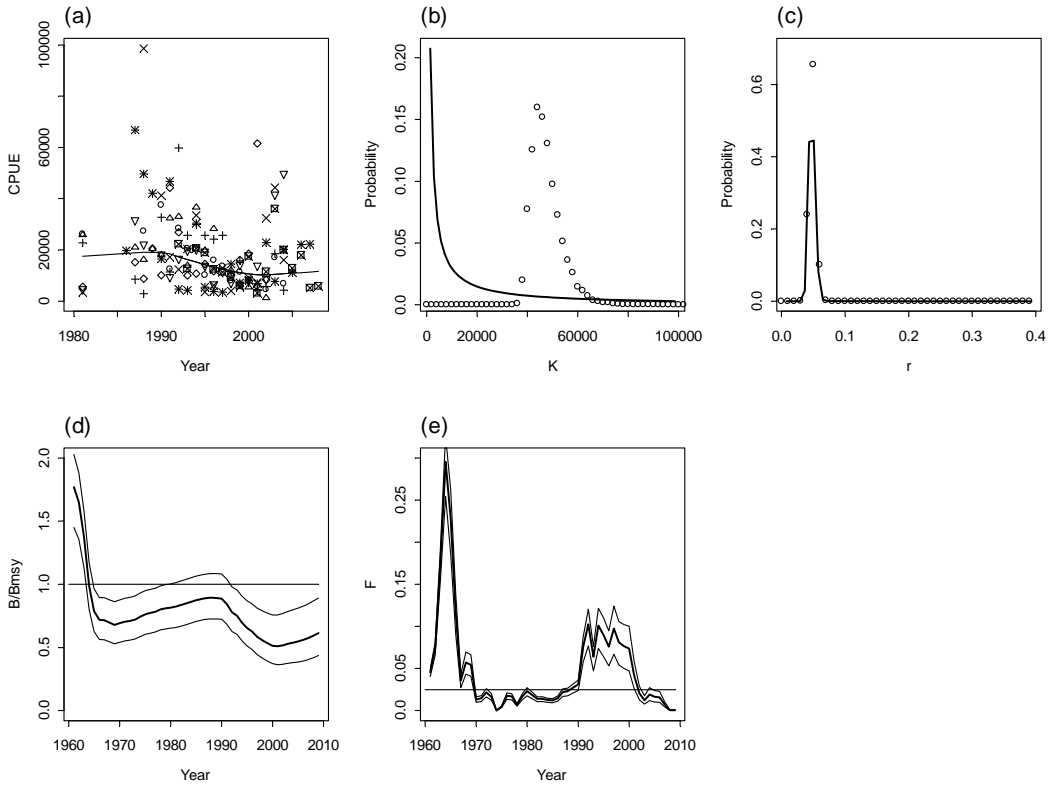 (a)
CPUE
0 20000 60000 100000
1980 1990 2000
Year
(b)
Probability
0.0 0.05 0.10 0.15 0.20
0 20000 60000 100000
K
(c)
Probability
0.0 0.2 0.4 0.6
0.0 0.1 0.2 0.3 0.4
r
(d)
B/Bmsy
0.0 0.5 1.0 1.5 2.0
1960 1970 1980 1990 2000 2010
Year
(e)
F
0.0 0.05 0.15 0.25
1960 1970 1980 1990 2000 2010
Year